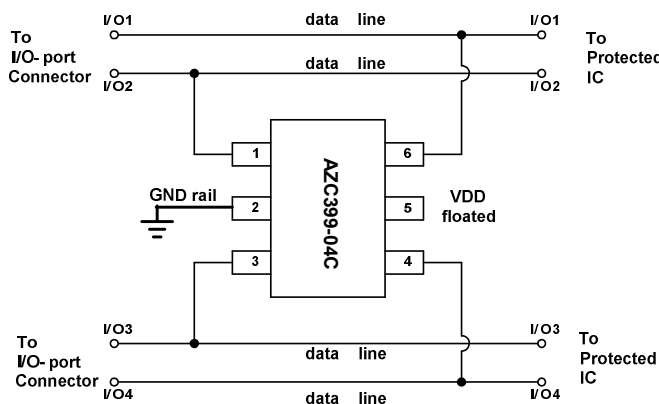 I/O1
data line
I/O1
To
I/O-port
Connector
To
Protected
IC
I/O2
data line
I/O2
1
6
AZC399-04C
GND rail
2
5
VDD
floated
3
4
I/O3
I/O3
To
I/O-port
Connector
data line
To
Protected
IC
I/O4
data line
I/O4